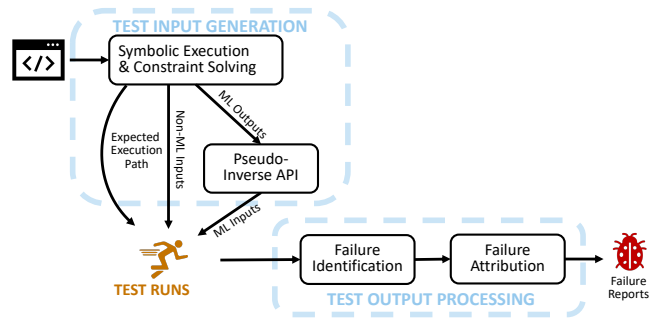 TEST INPUT GENERATION
</>
Symbolic Execution
& Constraint Solving
Expected
Execution
Path
Non-ML Inputs
ML Outputs
Pseudo-
Inverse API
ML Inputs
TEST RUNS
Failure
Identification
Failure
Attribution
Failure
Reports
TEST OUTPUT PROCESSING